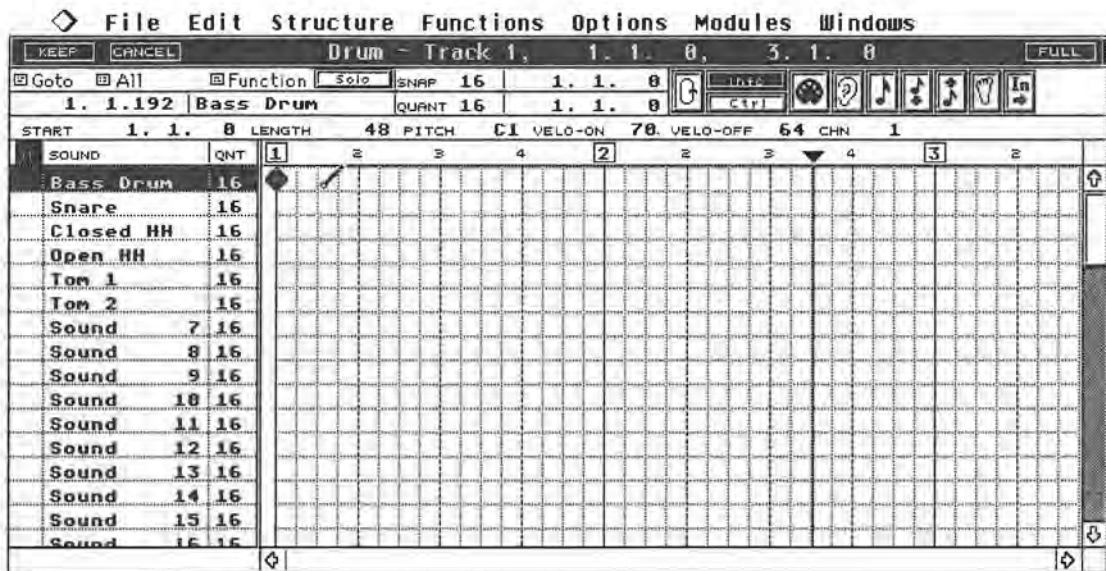 File Edit Structure Functions Options Modules Windows
KEEP CANCEL Drum - Track 1, 1. 1. 0, 3. 1. 0 FULL
Goto All Function Solo SNAP 16 1. 1. 0 Info In
1. 1.192 Bass Drum QUANT 16 1. 1. 0 Ctrl
START 1. 1. 0 LENGTH 48 PITCH C1 VELO-ON 70. VELO-OFF 64 CHN 1
SOUND QNT 1 2 3 4 2 2 3 4 3 2
Bass Drum 16
Snare 16
Closed HH 16
Open HH 16
Tom 1 16
Tom 2 16
Sound 7 16
Sound 8 16
Sound 9 16
Sound 10 16
Sound 11 16
Sound 12 16
Sound 13 16
Sound 14 16
Sound 15 16
Sound 16 16